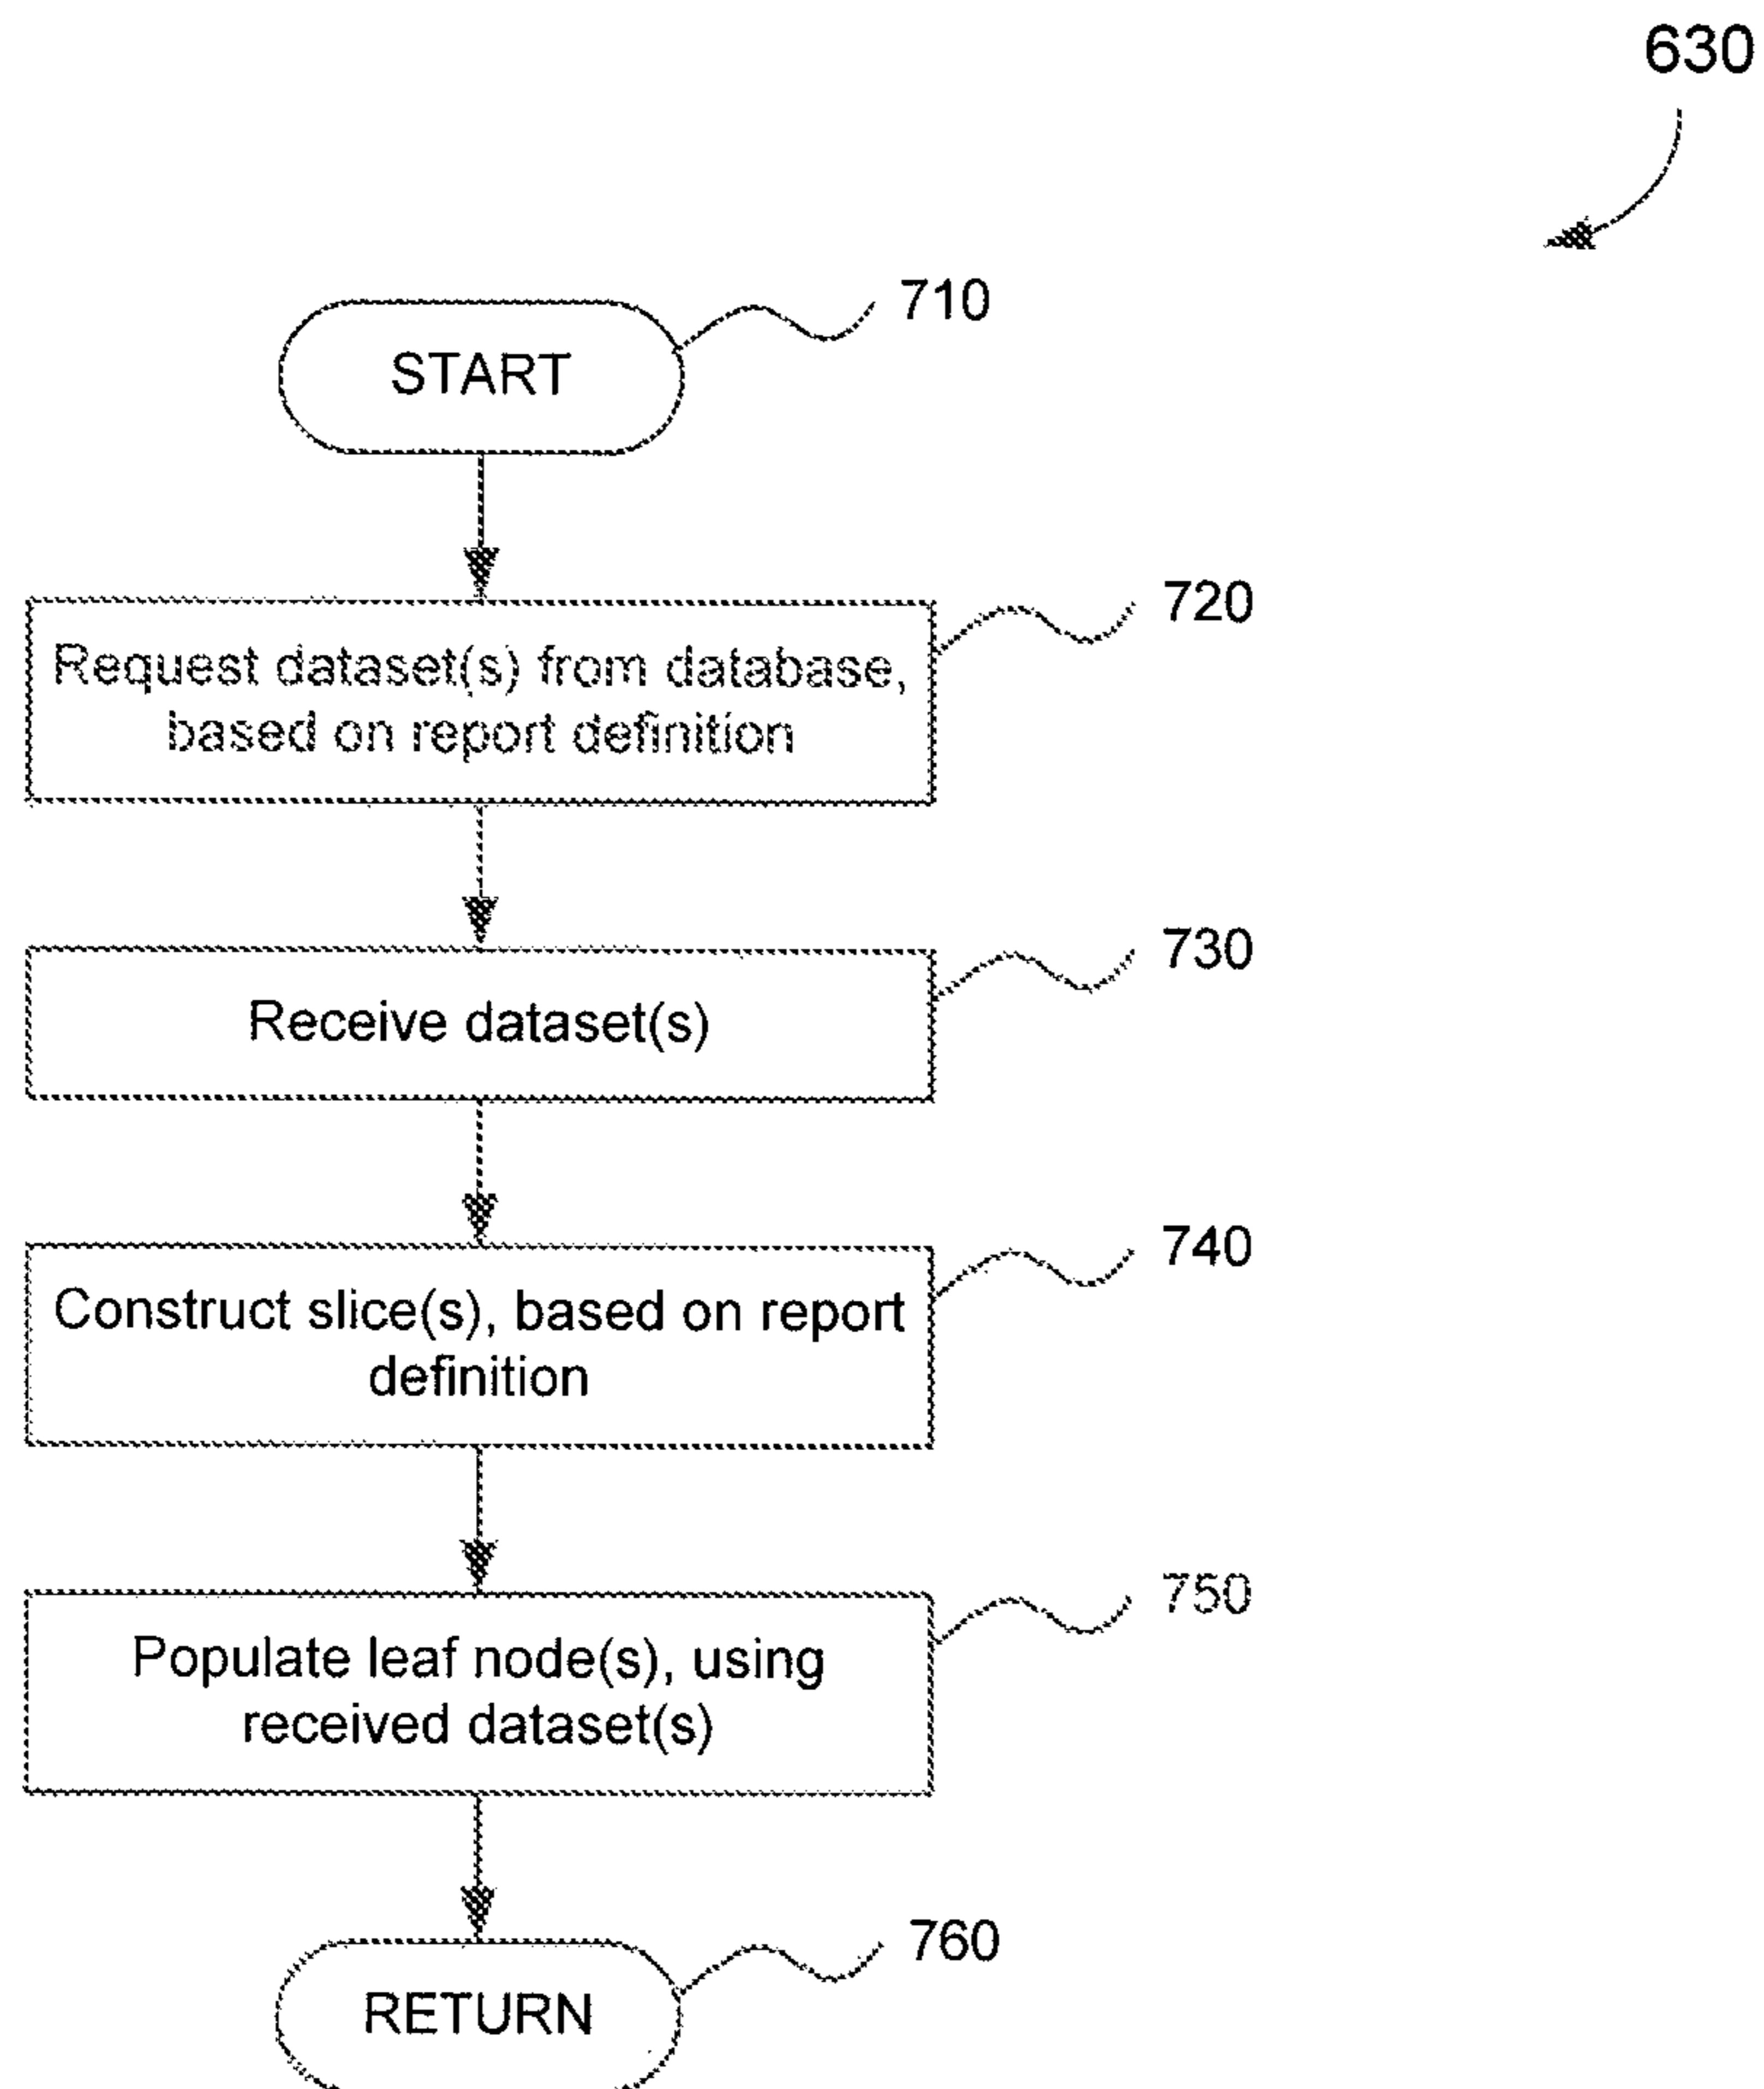 630
710
START
720
Request dataset(s) from database,
based on report definition
730
Receive dataset(s)
740
Construct slice(s), based on report
definition
750
Populate leaf node(s), using
received dataset(s)
760
RETURN